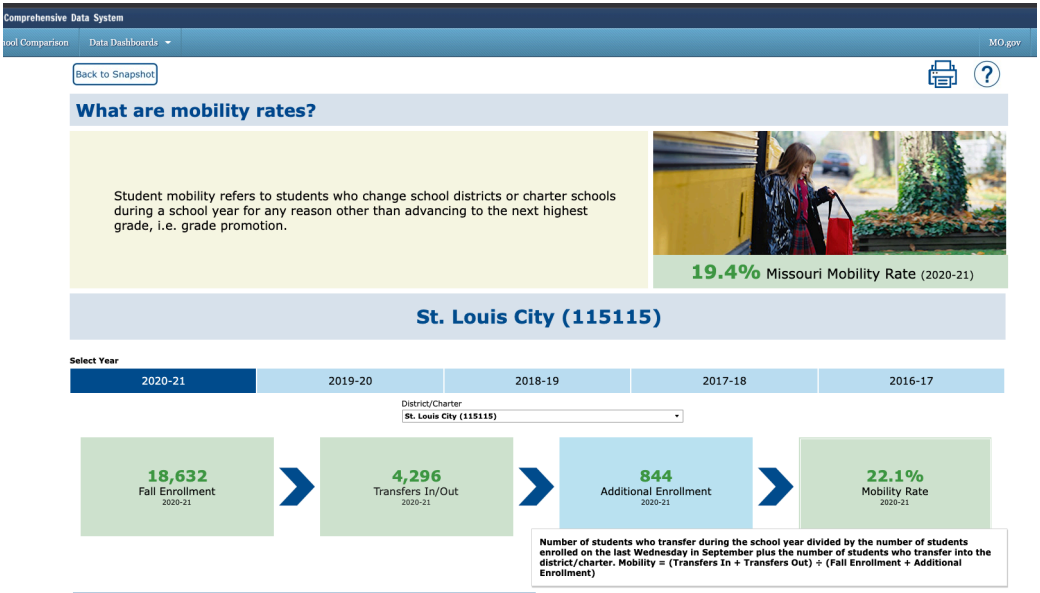 Comprehensive Data System
hool Comparison Data Dashboards MO.gov
Back to Snapshot
?
What are mobility rates?
Student mobility refers to students who change school districts or charter schools
during a school year for any reason other than advancing to the next highest
grade, i.e. grade promotion.
19.4% Missouri Mobility Rate (2020-21)
St. Louis City (115115)
Select Year
2020-21 2019-20 2018-19 2017-18 2016-17
District/Charter
St. Louis City (115115)
18,632 4,296 844 22.1%
Fall Enrollment Transfers In/Out Additional Enrollment Mobility Rate
2020-21 2020-21 2020-21 2020-21
Number of students who transfer during the school year divided by the number of students
enrolled on the last Wednesday in September plus the number of students who transfer into the
district/charter. Mobility = (Transfers In + Transfers Out) ÷ (Fall Enrollment + Additional
Enrollment)